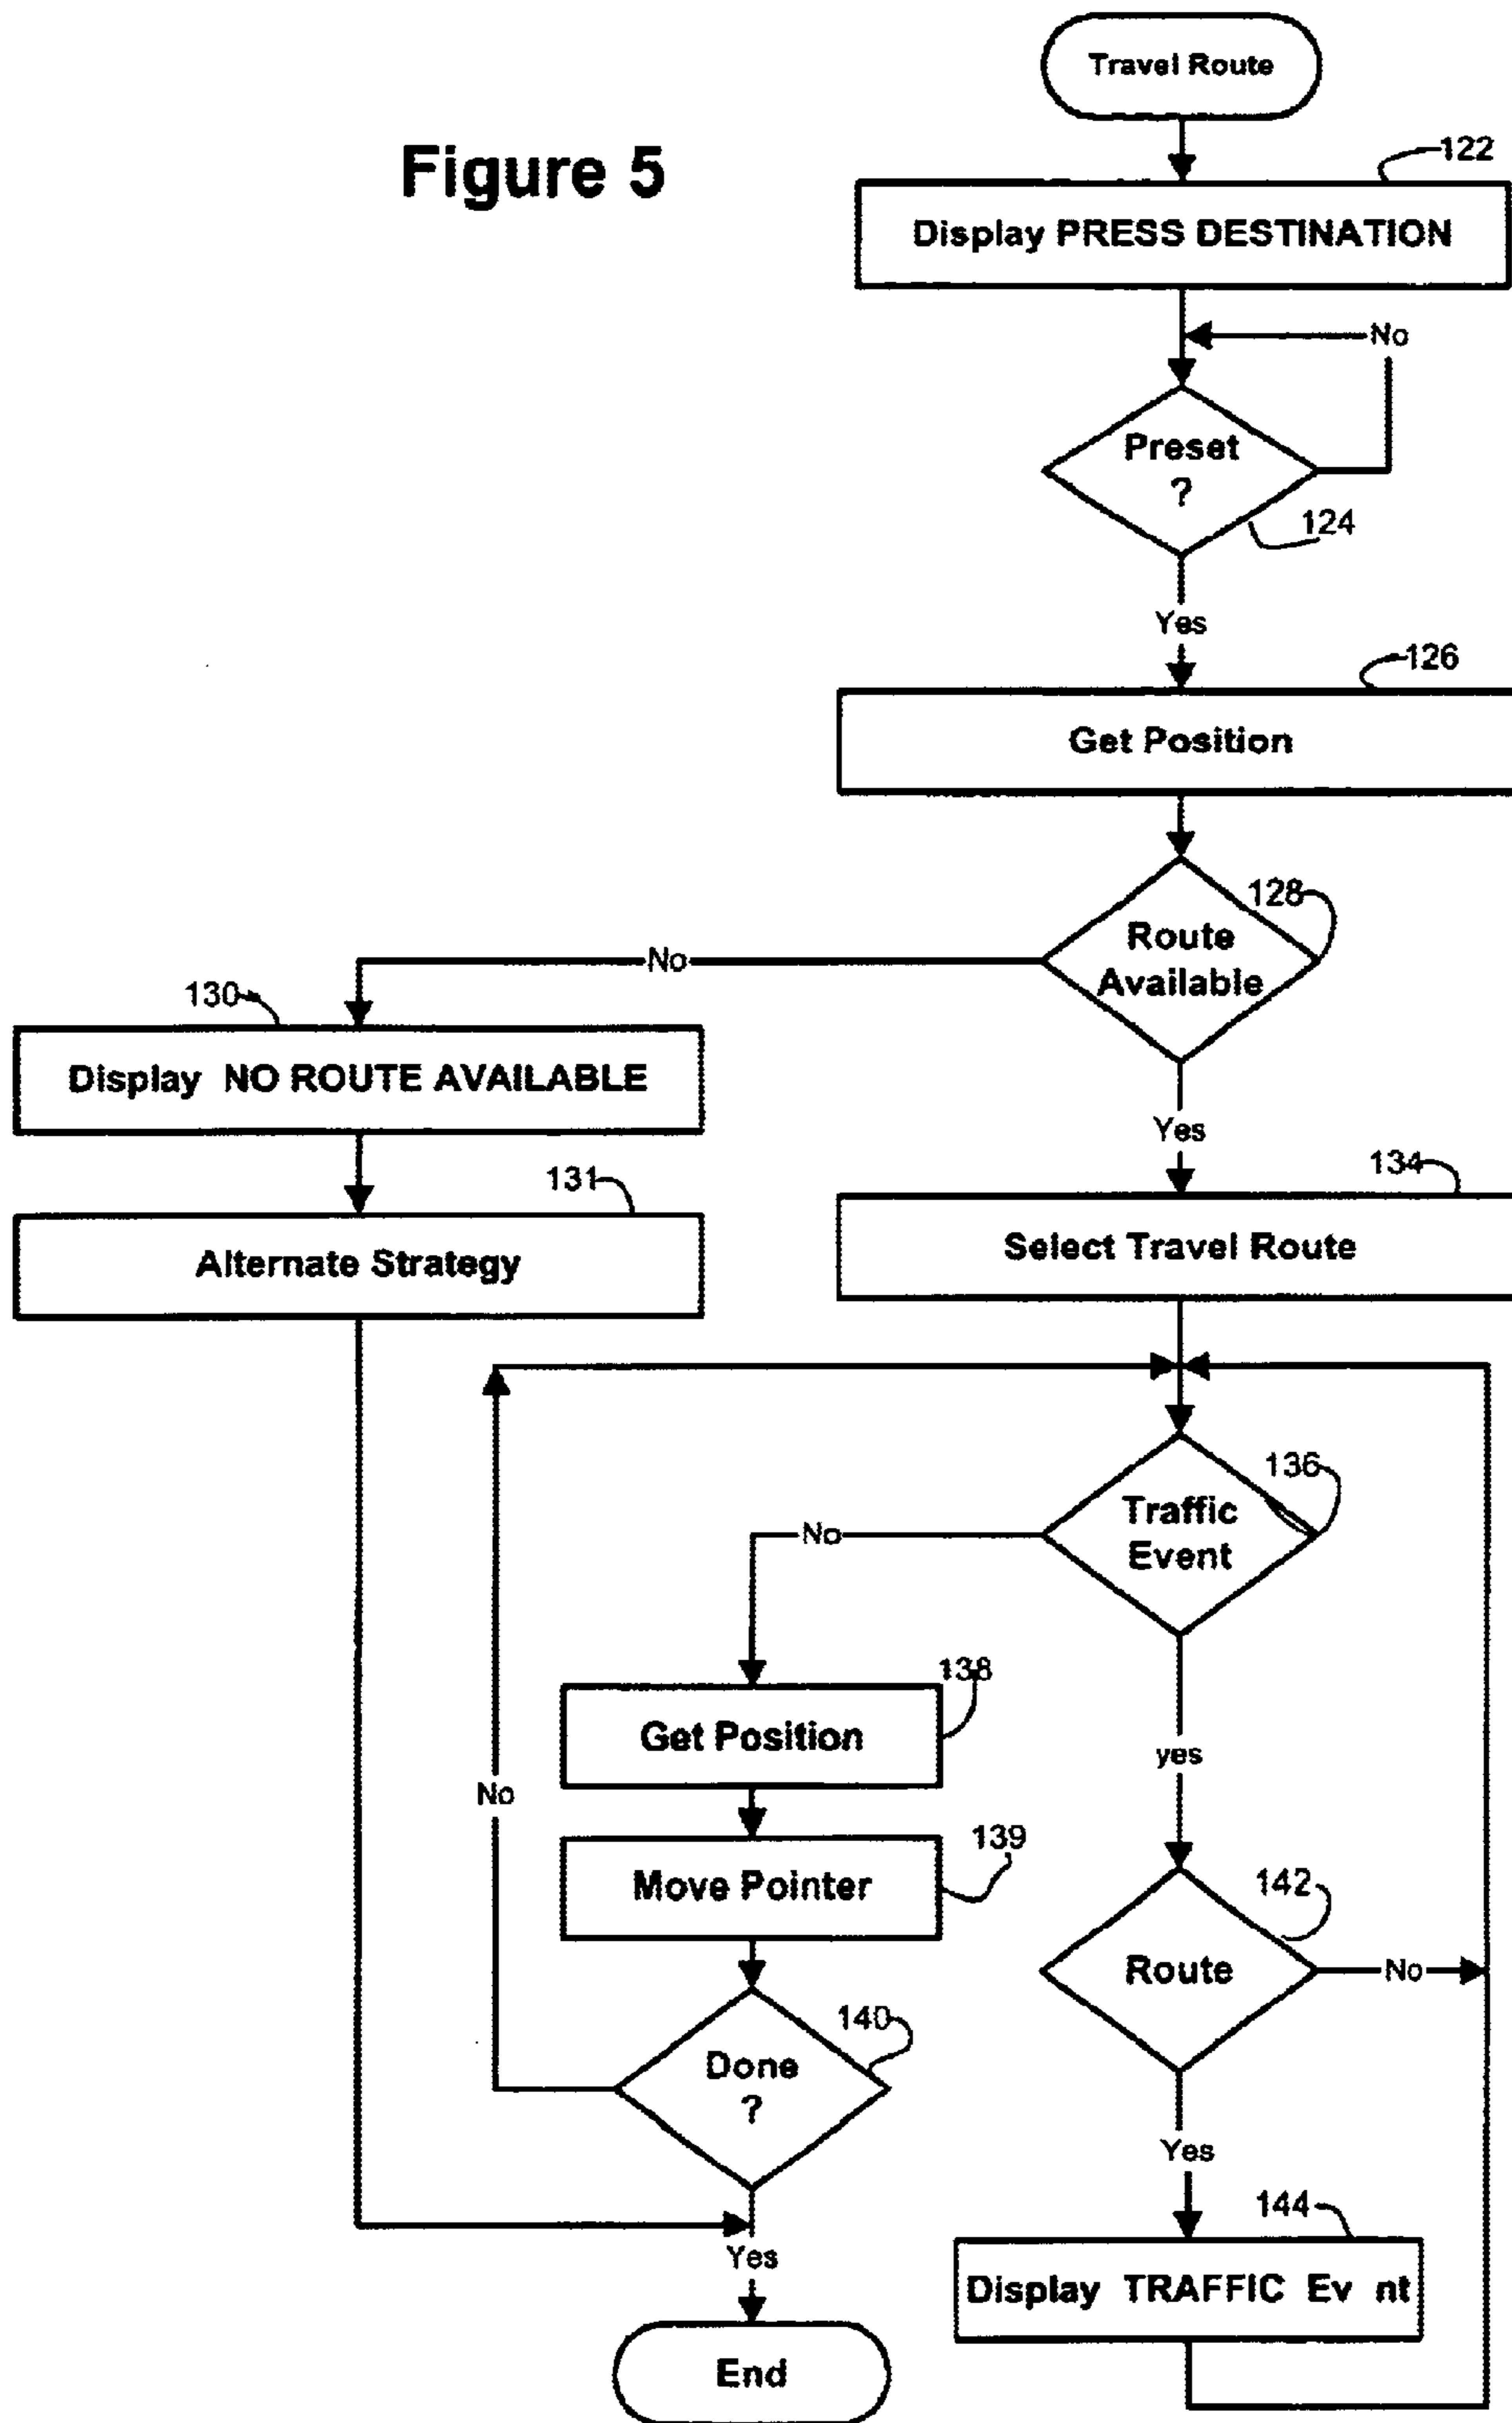 Travel Route
Figure 5
122
Display PRESS DESTINATION
No
Preset
?
124
Yes
126
Get Position
128
Route
Available
No
130
Display NO ROUTE AVAILABLE
Yes
131
134
Alternate Strategy
Select Travel Route
136
Traffic
Event
No
138
Get Position
yes
No
139
Move Pointer
142
Route
No
140
Done
?
Yes
144
Yes
Display TRAFFIC Ev nt
End